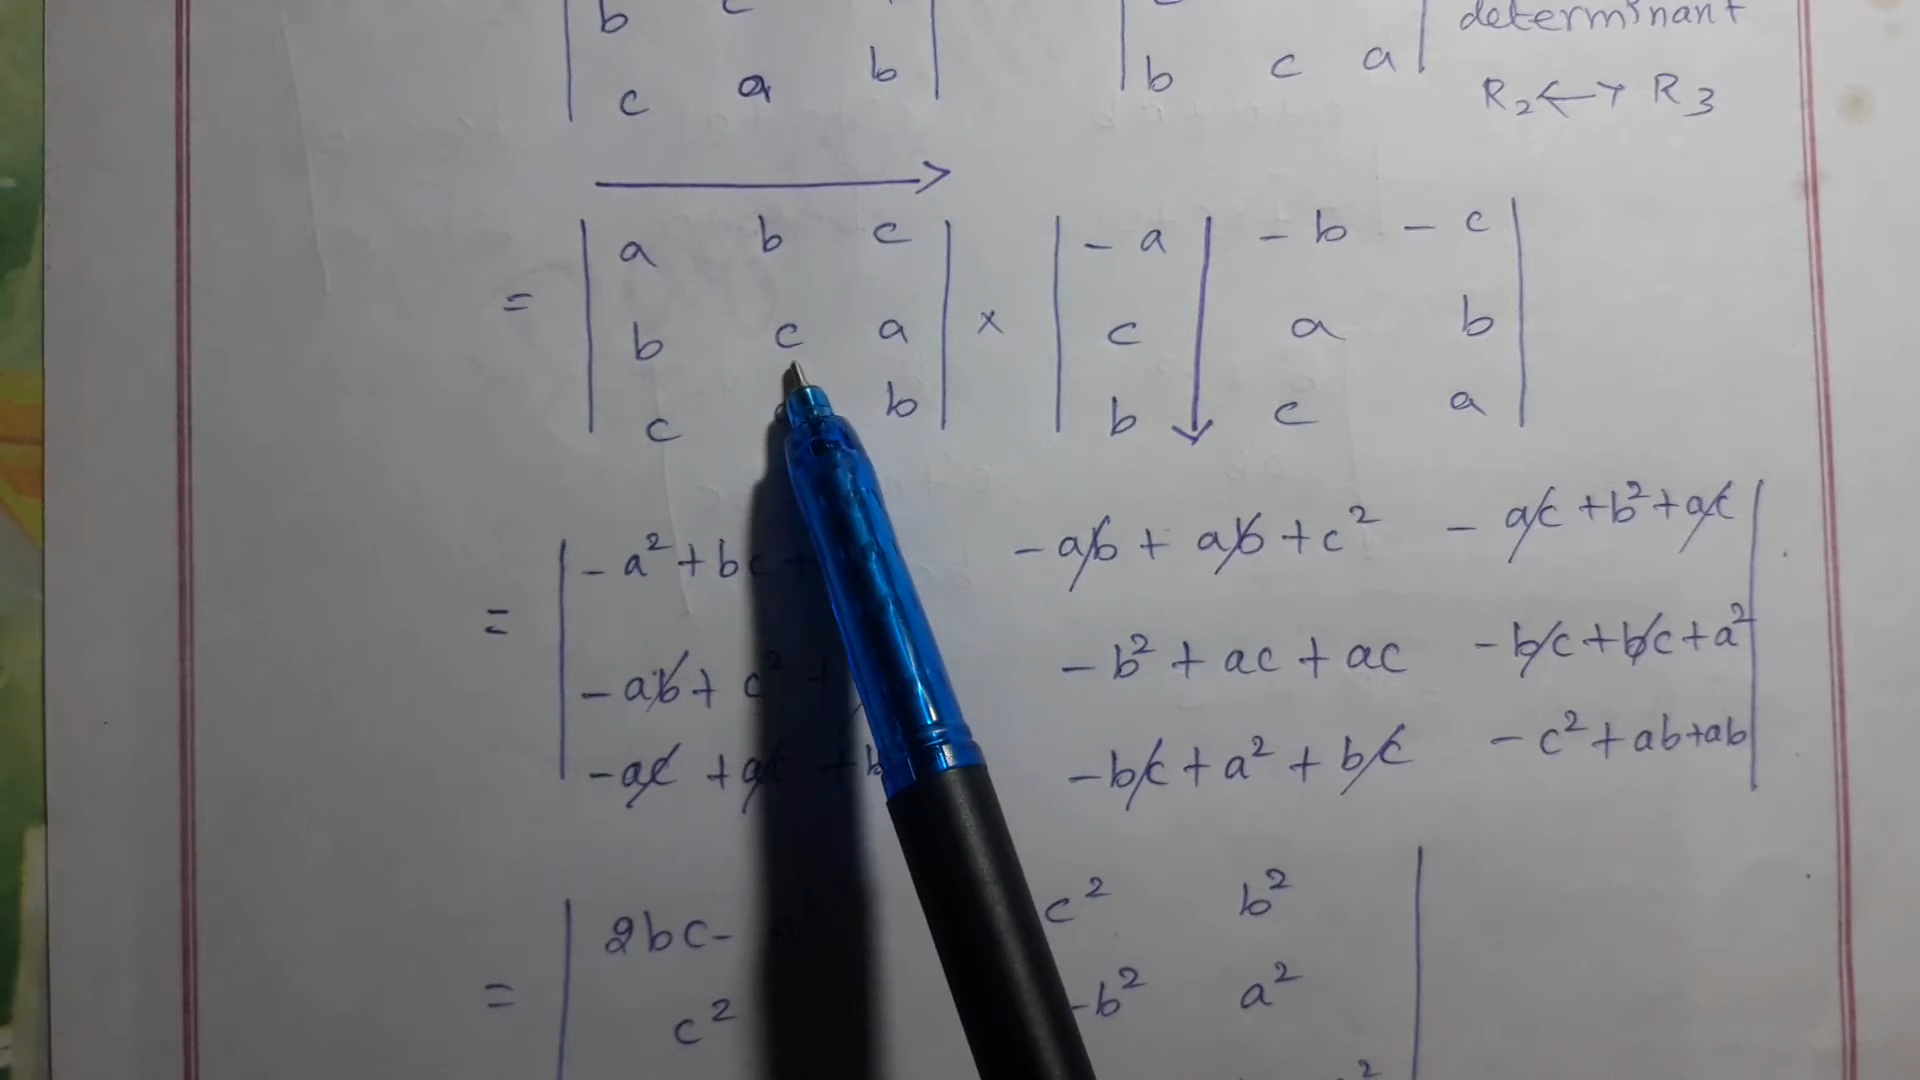 b c determinant
c a b b c a R₂ ↔ R₃
= | a b c | × | - a - b - c |
| b c a | | c a b |
| c b | | b c a |
= | - a² + bc + - ab + ab + c² - ac + b² + ac |
| - ab + c² + - b² + ac + ac - bc + bc + a² |
| - ac + ac + b - bc + a² + bc - c² + ab + ab |
= | 2bc - c² b² |
| c² - b² a² |
2